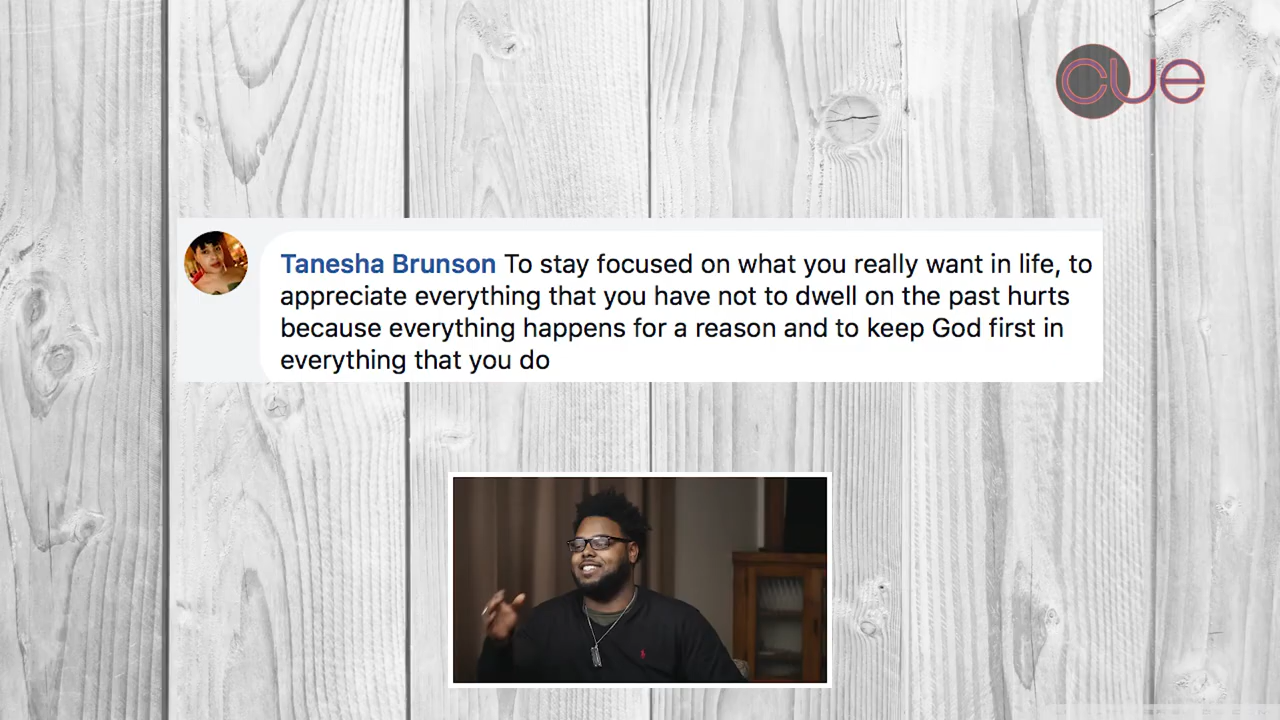 cue
Tanesha Brunson To stay focused on what you really want in life, to
appreciate everything that you have not to dwell on the past hurts
because everything happens for a reason and to keep God first in
everything that you do